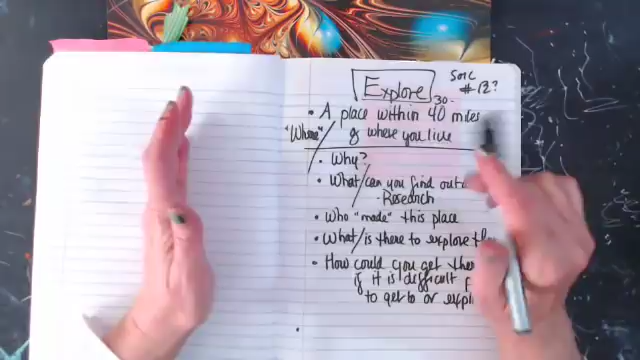 Explore
SOTC
#12?
30-
• A place within 40 miles
"Where" of where you live
• Why?
• What can you find out
- Research
• Who "made" this place
• What is there to explore
• How could you get there
if it is difficult
to get to or